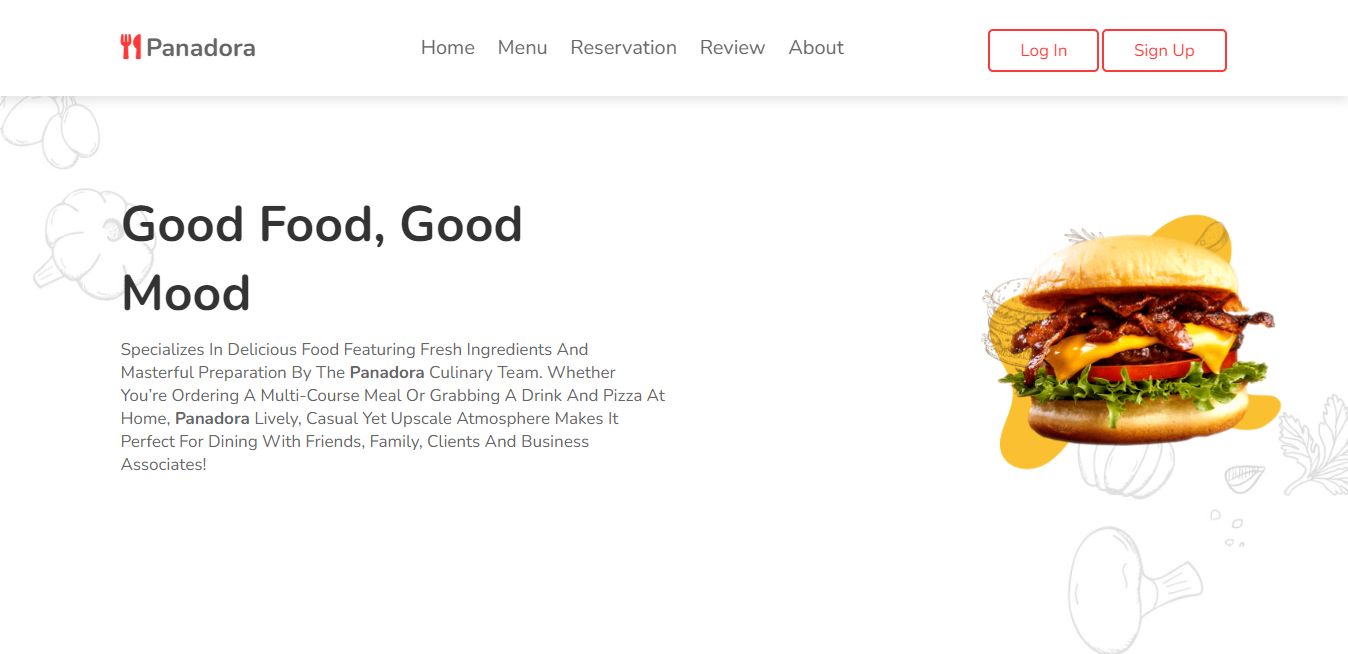 Panadora
Home Menu Reservation Review About
Log In Sign Up
Good Food, Good
Mood
Specializes In Delicious Food Featuring Fresh Ingredients And
Masterful Preparation By The Panadora Culinary Team. Whether
You’re Ordering A Multi-Course Meal Or Grabbing A Drink And Pizza At
Home, Panadora Lively, Casual Yet Upscale Atmosphere Makes It
Perfect For Dining With Friends, Family, Clients And Business
Associates!